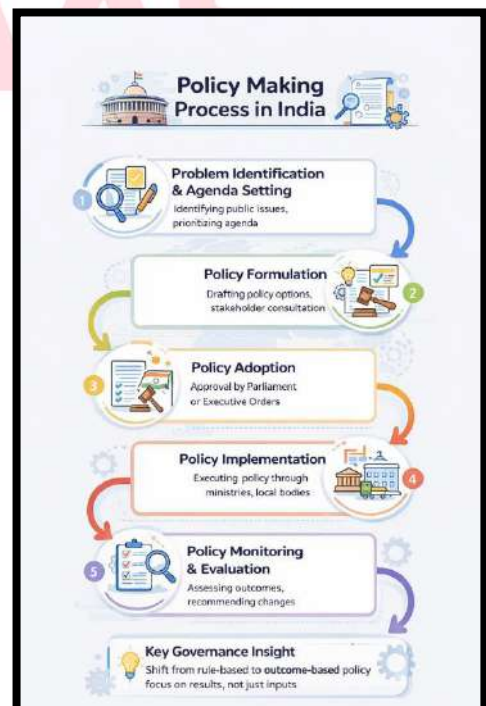 Policy Making
Process in India
1
Problem Identification
& Agenda Setting
Identifying public issues,
prioritizing agenda
Policy Formulation
Drafting policy options,
stakeholder consultation
2
3
Policy Adoption
Approval by Parliament
or Executive Orders
Policy Implementation
Executing policy through
ministries, local bodies
4
5
Policy Monitoring
& Evaluation
Assessing outcomes,
recommending changes
Key Governance Insight
Shift from rule-based to outcome-based policy
focus on results, not just inputs